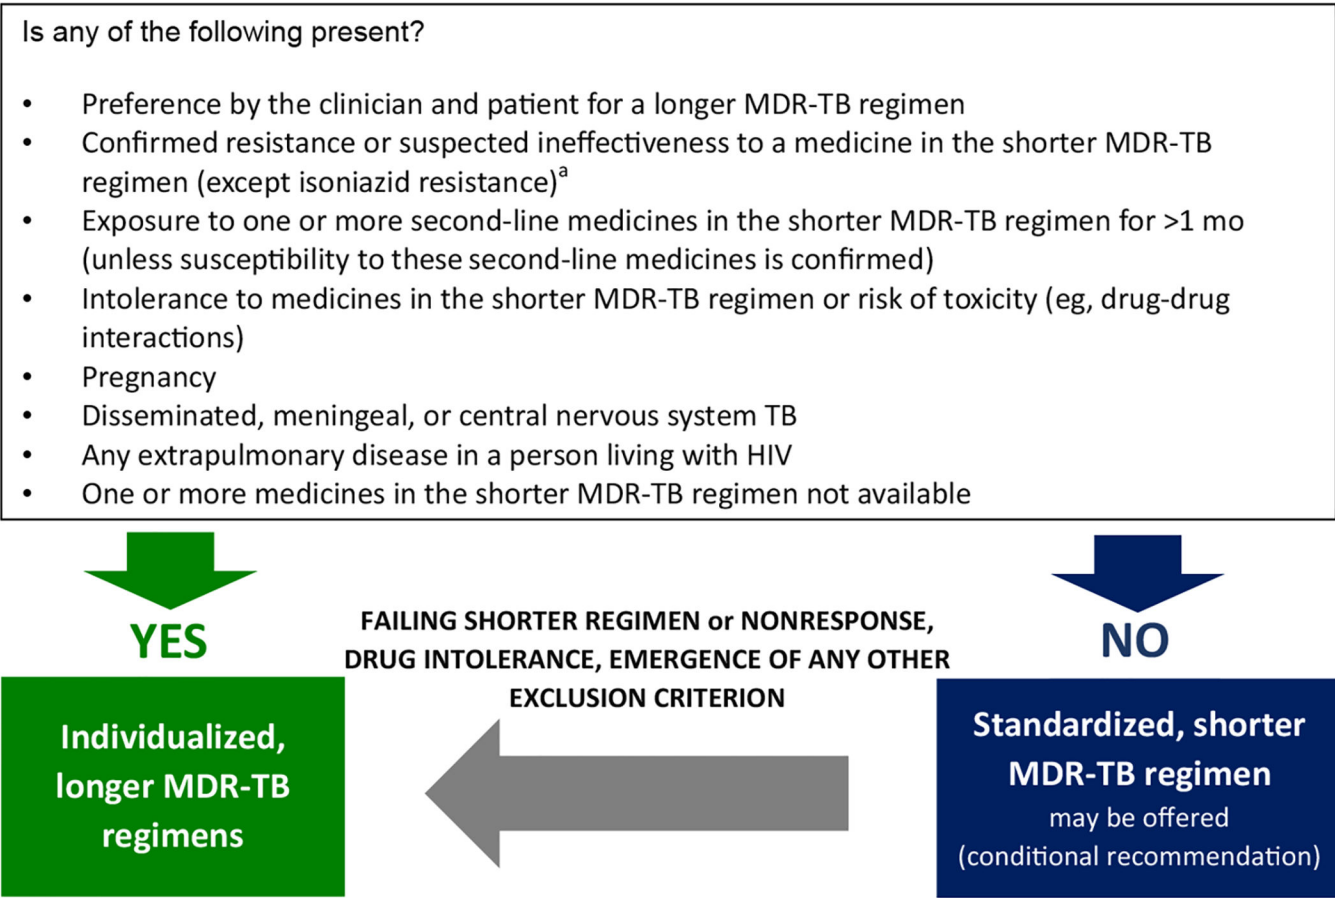 Is any of the following present?
• Preference by the clinician and patient for a longer MDR-TB regimen
• Confirmed resistance or suspected ineffectiveness to a medicine in the shorter MDR-TB
regimen (except isoniazid resistance)ᵃ
• Exposure to one or more second-line medicines in the shorter MDR-TB regimen for >1 mo
(unless susceptibility to these second-line medicines is confirmed)
• Intolerance to medicines in the shorter MDR-TB regimen or risk of toxicity (eg, drug-drug
interactions)
• Pregnancy
• Disseminated, meningeal, or central nervous system TB
• Any extrapulmonary disease in a person living with HIV
• One or more medicines in the shorter MDR-TB regimen not available
YES
Individualized,
longer MDR-TB
regimens
FAILING SHORTER REGIMEN or NONRESPONSE,
DRUG INTOLERANCE, EMERGENCE OF ANY OTHER
EXCLUSION CRITERION
NO
Standardized, shorter
MDR-TB regimen
may be offered
(conditional recommendation)